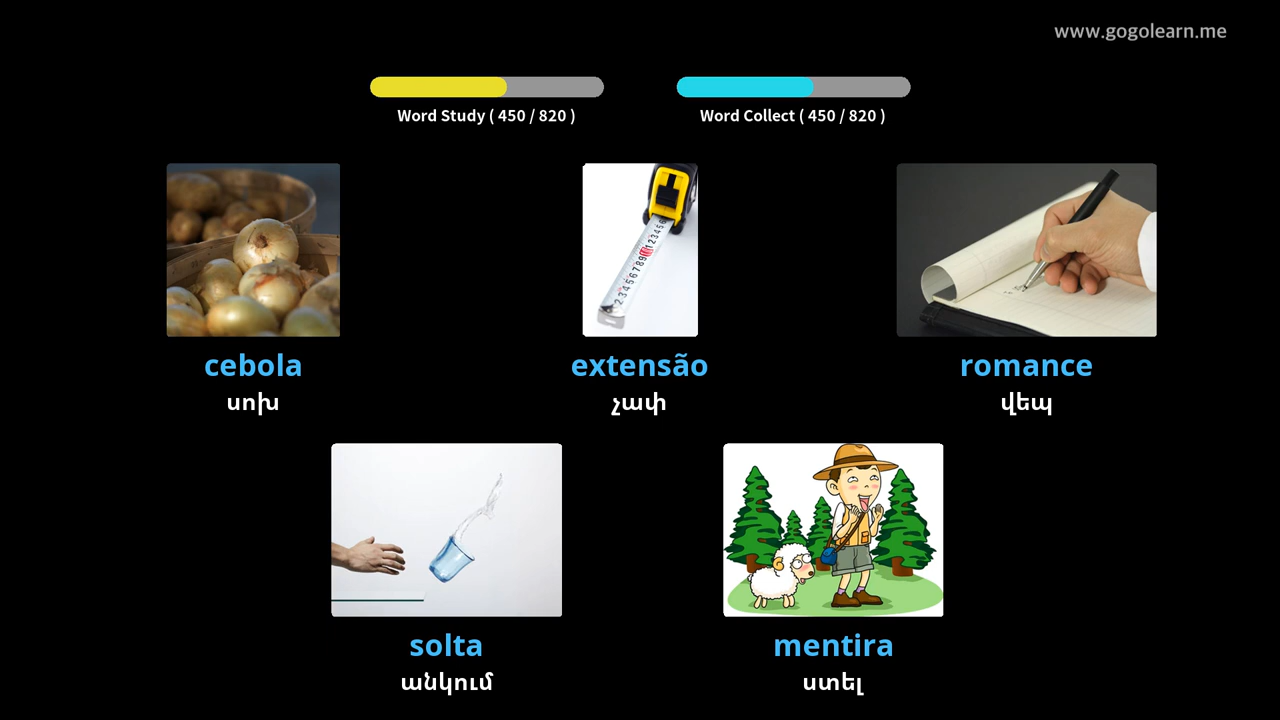 www.gogolearn.me
Word Study ( 450 / 820 )
Word Collect ( 450 / 820 )
cebola
սոխ
extensão
չափ
romance
վեպ
solta
անկում
mentira
ստել